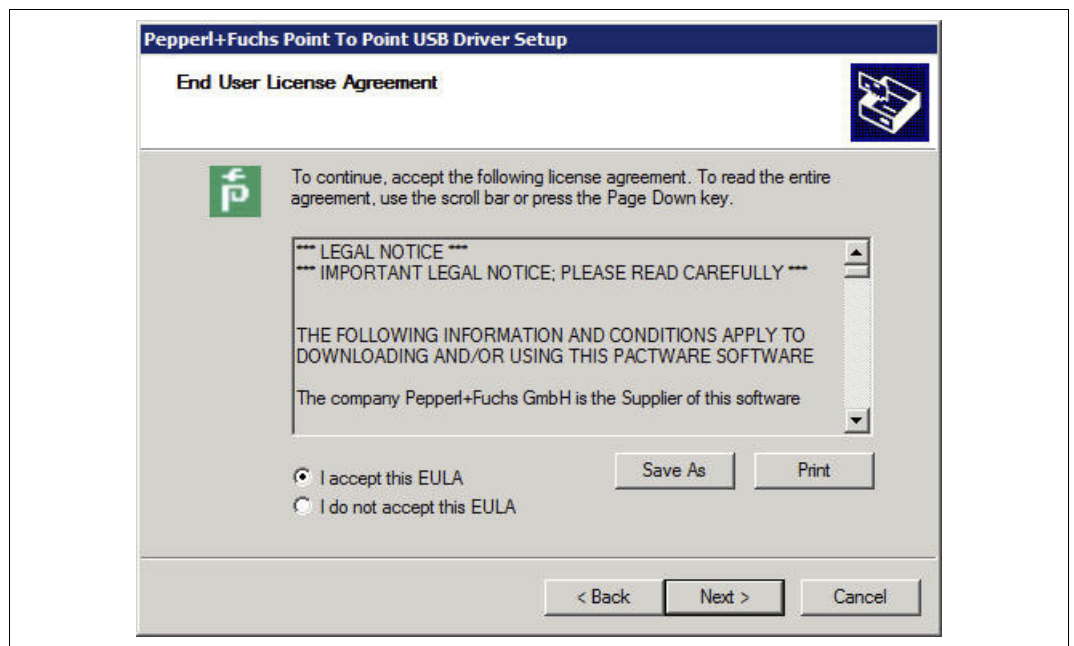 Pepperl+Fuchs Point To Point USB Driver Setup
End User License Agreement
To continue, accept the following license agreement. To read the entire
agreement, use the scroll bar or press the Page Down key.
*** LEGAL NOTICE ***
*** IMPORTANT LEGAL NOTICE; PLEASE READ CAREFULLY ***
THE FOLLOWING INFORMATION AND CONDITIONS APPLY TO
DOWNLOADING AND/OR USING THIS PACTWARE SOFTWARE
The company Pepperl+Fuchs GmbH is the Supplier of this software
Save As
Print
I accept this EULA
I do not accept this EULA
< Back
Next >
Cancel